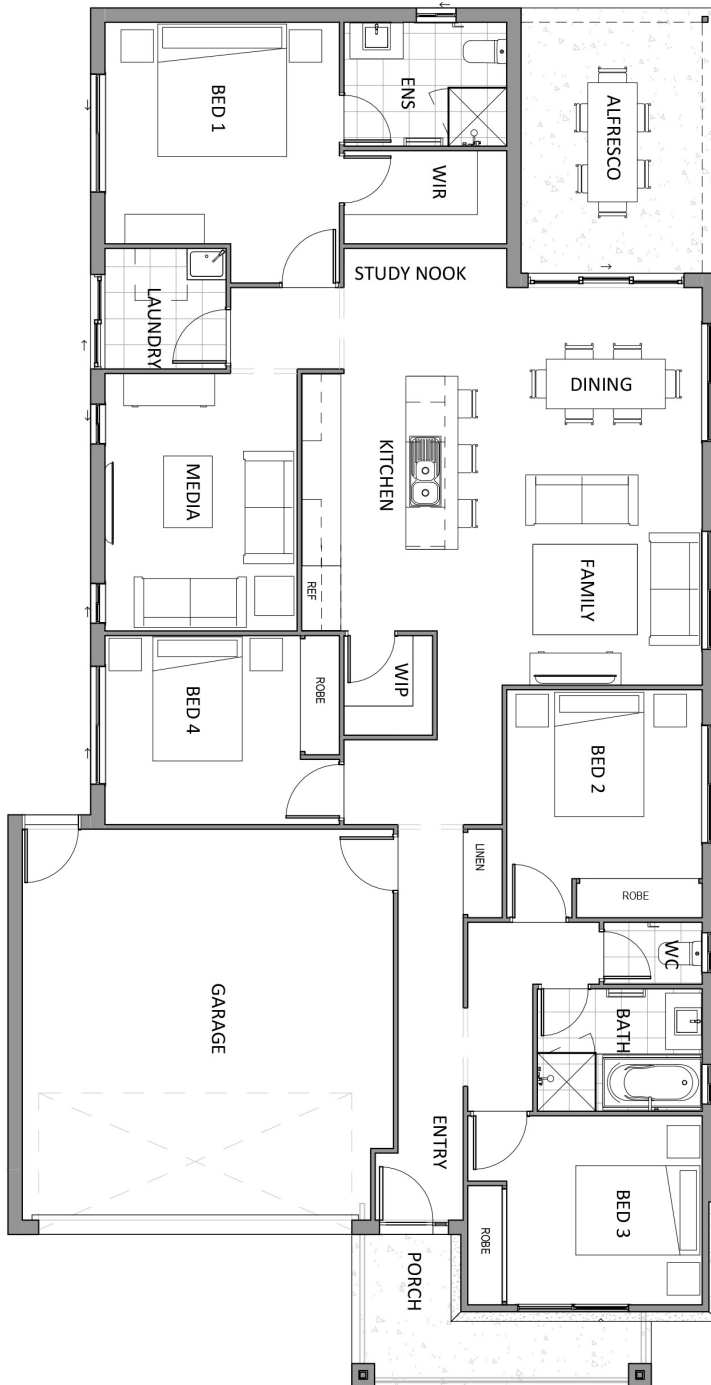 BED 1
ENS
ALFRESCO
WIR
STUDY NOOK
LAUNDRY
DINING
KITCHEN
MEDIA
FAMILY
REF
WIP
BED 4
ROBE
BED 2
LINEN
ROBE
WC
GARAGE
BATH
ENTRY
BED 3
ROBE
PORCH